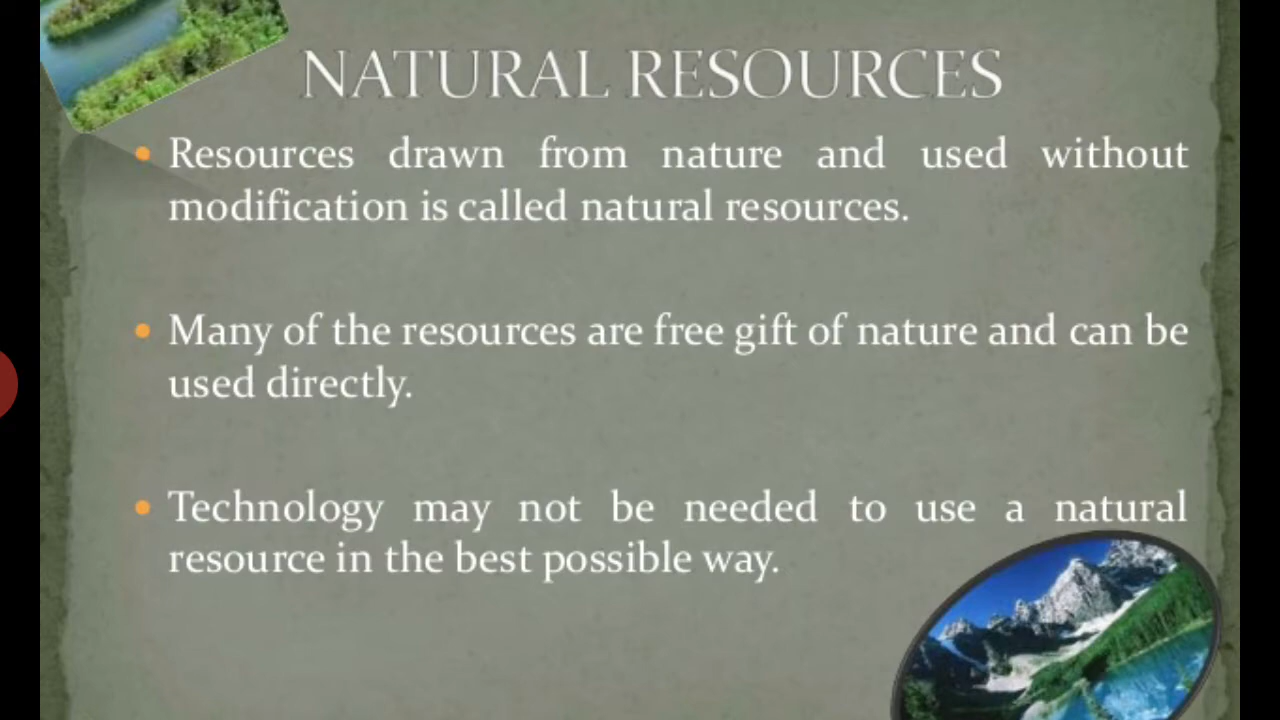 NATURAL RESOURCES
• Resources drawn from nature and used without
modification is called natural resources.
• Many of the resources are free gift of nature and can be
used directly.
• Technology may not be needed to use a natural
resource in the best possible way.